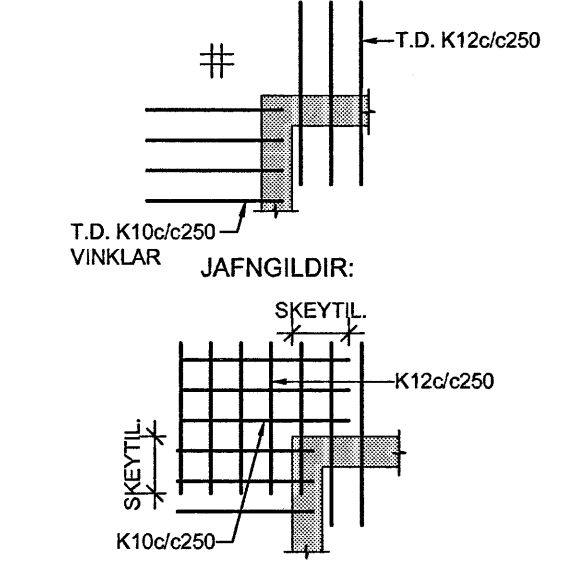 T.D. K12c/c250
T.D. K10c/c250
VINKLAR
JAFNGILDIR:
SKEYTIL.
K12c/c250
SKEYTIL.
K10c/c250